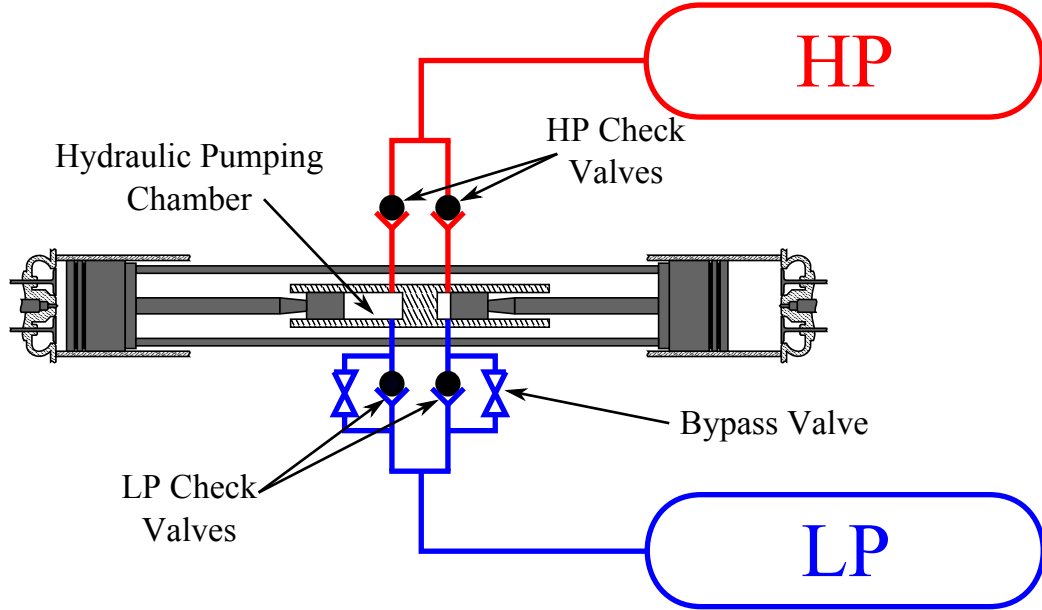 HP
HP Check
Valves
Hydraulic Pumping
Chamber
Bypass Valve
LP Check
Valves
LP